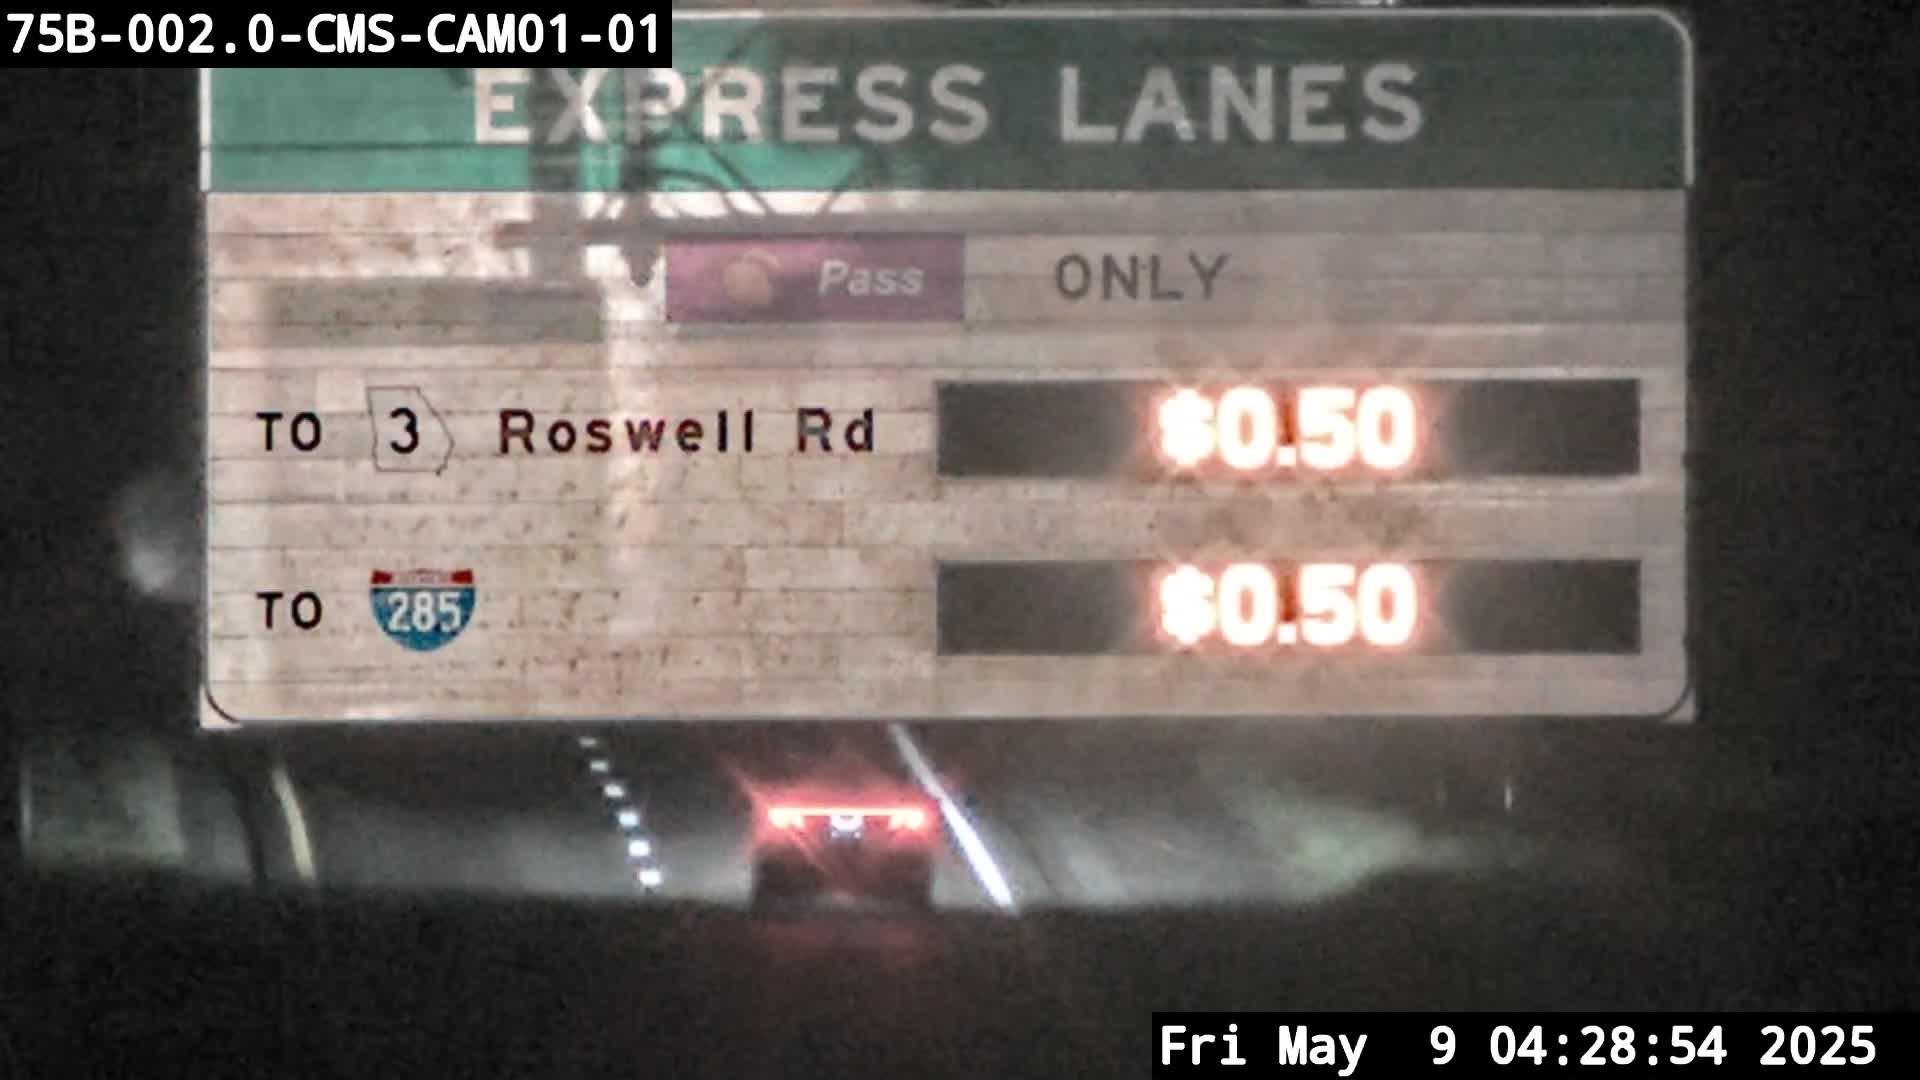 75B-002.0-CMS-CAM01-01
EXPRESS LANES
Pass ONLY
TO 3 Roswell Rd $0.50
TO 285 $0.50
Fri May 9 04:28:54 2025